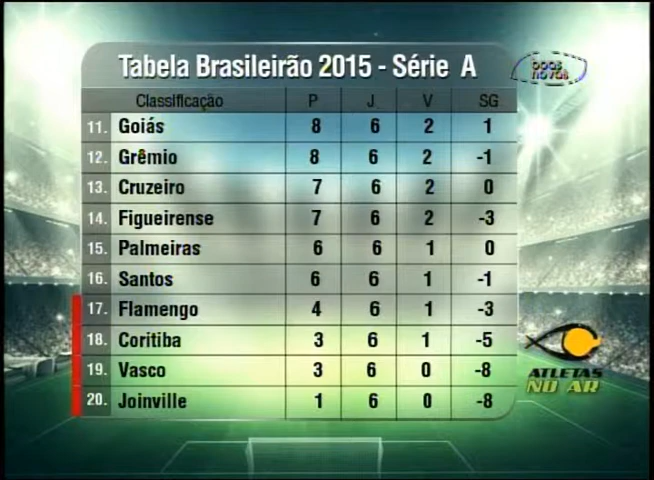 Tabela Brasileirão 2015 - Série A
boas novas
Classificação P J V SG
11. Goiás 8 6 2 1
12. Grêmio 8 6 2 -1
13. Cruzeiro 7 6 2 0
14. Figueirense 7 6 2 -3
15. Palmeiras 6 6 1 0
16. Santos 6 6 1 -1
17. Flamengo 4 6 1 -3
18. Coritiba 3 6 1 -5
19. Vasco 3 6 0 -8
20. Joinville 1 6 0 -8
ATLETAS
NO AR